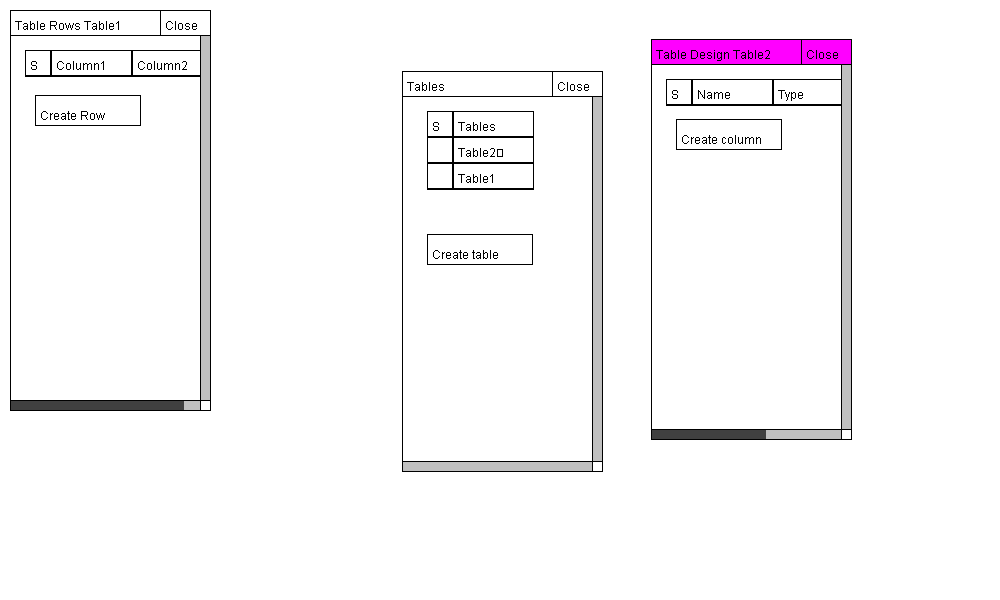 Table Rows Table1 Close
S Column1 Column2
Create Row
Tables Close
S Tables
Table2▯
Table1
Create table
Table Design Table2 Close
S Name Type
Create column